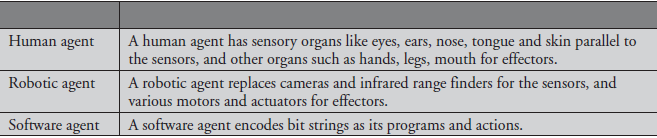 Human agent A human agent has sensory organs like eyes, ears, nose, tongue and skin parallel to
the sensors, and other organs such as hands, legs, mouth for effectors.
Robotic agent A robotic agent replaces cameras and infrared range finders for the sensors, and
various motors and actuators for effectors.
Software agent A software agent encodes bit strings as its programs and actions.